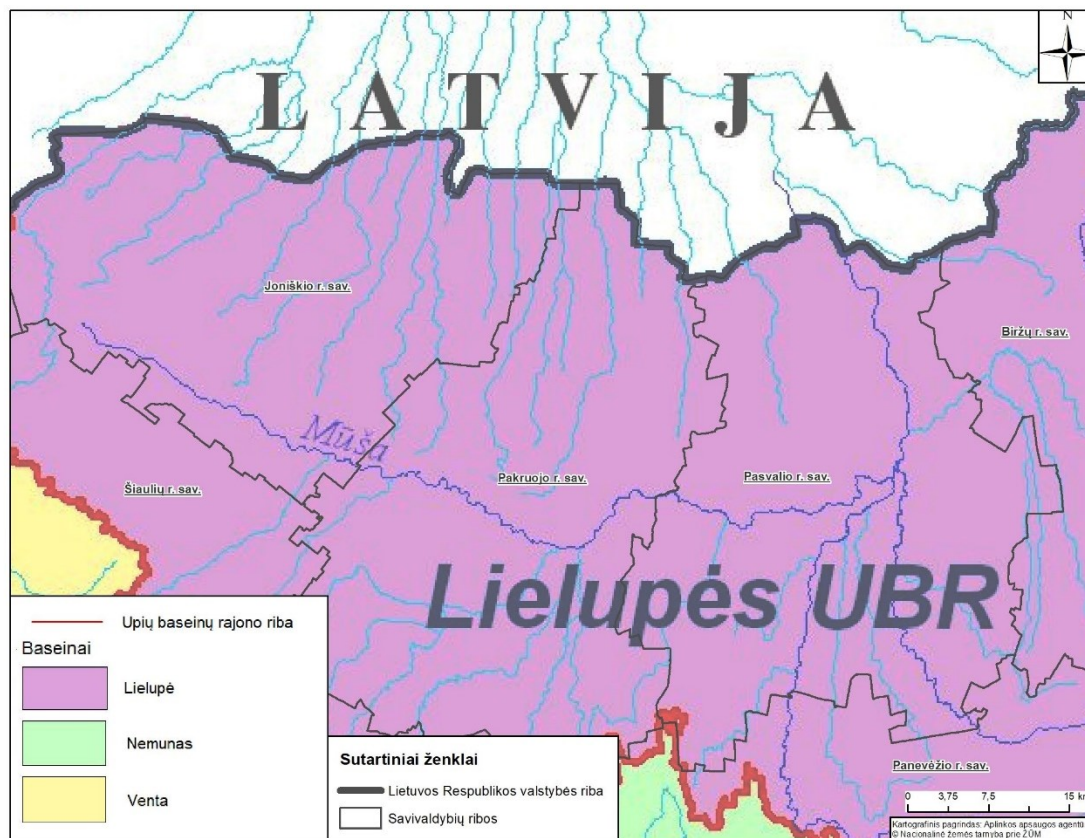 LATVIJA
Joniškio r. sav.
Biržų r. sav.
Mūša
Šiaulių r. sav.
Pakruojo r. sav.
Pasvalio r. sav.
Lielupės UBR
Upių baseinų rajono riba
Baseinai
Lielupė
Nemunas
Venta
Sutartiniai ženklai
Lietuvos Respublikos valstybės riba
Savivaldybių ribos
Panevėžio r. sav.
0 3,75 7,5 15 km
Kartografinis pagrindas: Aplinkos apsaugos agentū
© Nacionalinė žemės tarnyba prie ŽŪM